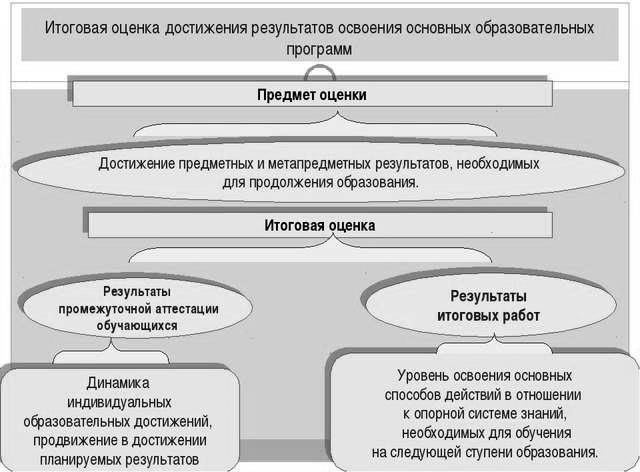 Итоговая оценка достижения результатов освоения основных образовательных
программ
Предмет оценки
Достижение предметных и метапредметных результатов, необходимых
для продолжения образования.
Итоговая оценка
Результаты
промежуточной аттестации
обучающихся
Результаты
итоговых работ
Динамика
индивидуальных
образовательных достижений,
продвижение в достижении
планируемых результатов
Уровень освоения основных
способов действий в отношении
к опорной системе знаний,
необходимых для обучения
на следующей ступени образования.